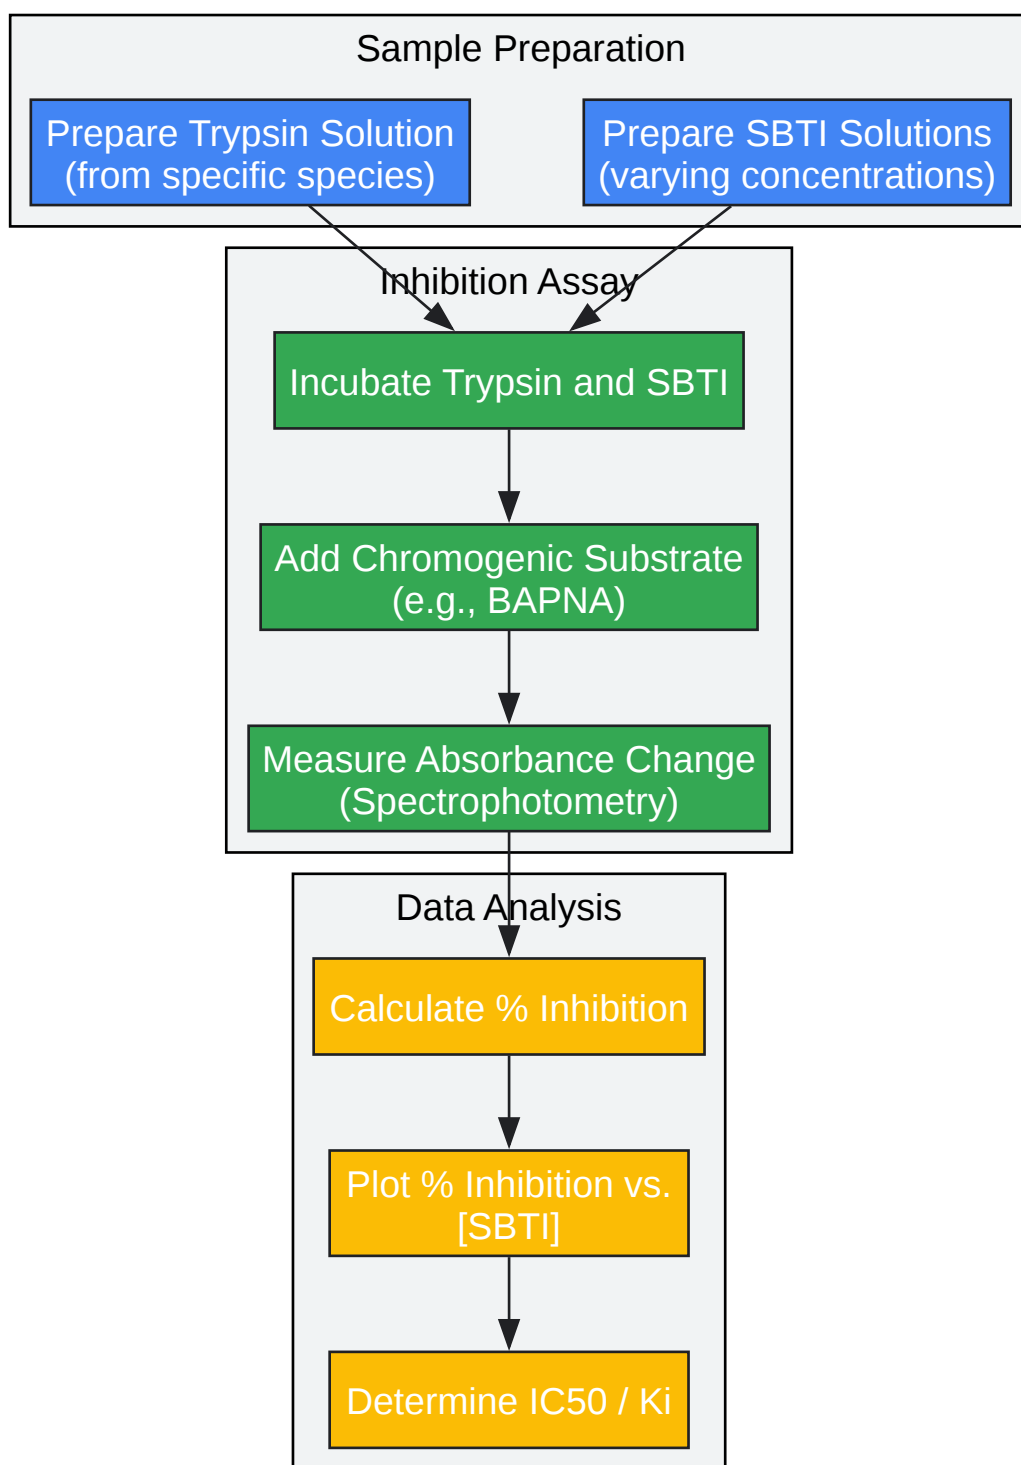 Sample Preparation
Prepare Trypsin Solution
(from specific species)
Prepare SBTI Solutions
(varying concentrations)
Inhibition Assay
Incubate Trypsin and SBTI
Add Chromogenic Substrate
(e.g., BAPNA)
Measure Absorbance Change
(Spectrophotometry)
Data Analysis
Calculate % Inhibition
Plot % Inhibition vs.
[SBTI]
Determine IC50 / Ki